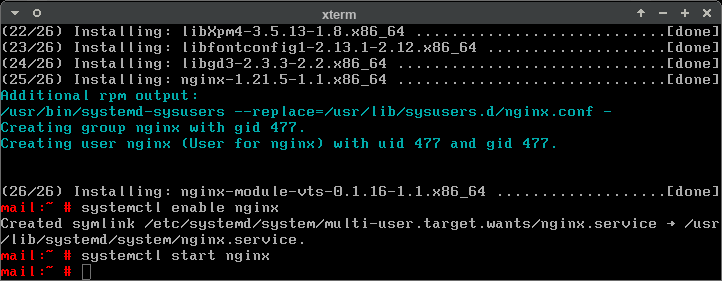 xterm
(22/26) Installing: libXpm4-3.5.13-1.8.x86_64 ..........................[done]
(23/26) Installing: libfontconfig1-2.13.1-2.12.x86_64 ..................[done]
(24/26) Installing: libgd3-2.3.3-2.2.x86_64 ............................[done]
(25/26) Installing: nginx-1.21.5-1.1.x86_64 ............................[done]
Additional rpm output:
/usr/bin/systemd-sysusers --replace=/usr/lib/sysusers.d/nginx.conf -
Creating group nginx with gid 477.
Creating user nginx (User for nginx) with uid 477 and gid 477.
(26/26) Installing: nginx-module-vts-0.1.16-1.1.x86_64 .................[done]
mail:~ # systemctl enable nginx
Created symlink /etc/systemd/system/multi-user.target.wants/nginx.service → /usr
/lib/systemd/system/nginx.service.
mail:~ # systemctl start nginx
mail:~ #